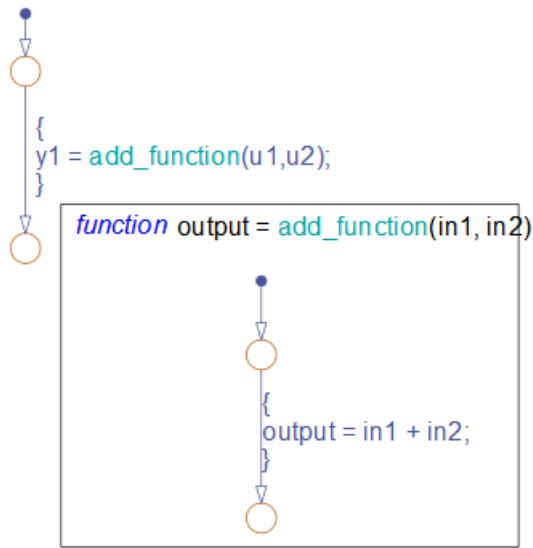 {
y1 = add_function(u1,u2);
}
function output = add_function(in1, in2)
{
output = in1 + in2;
}